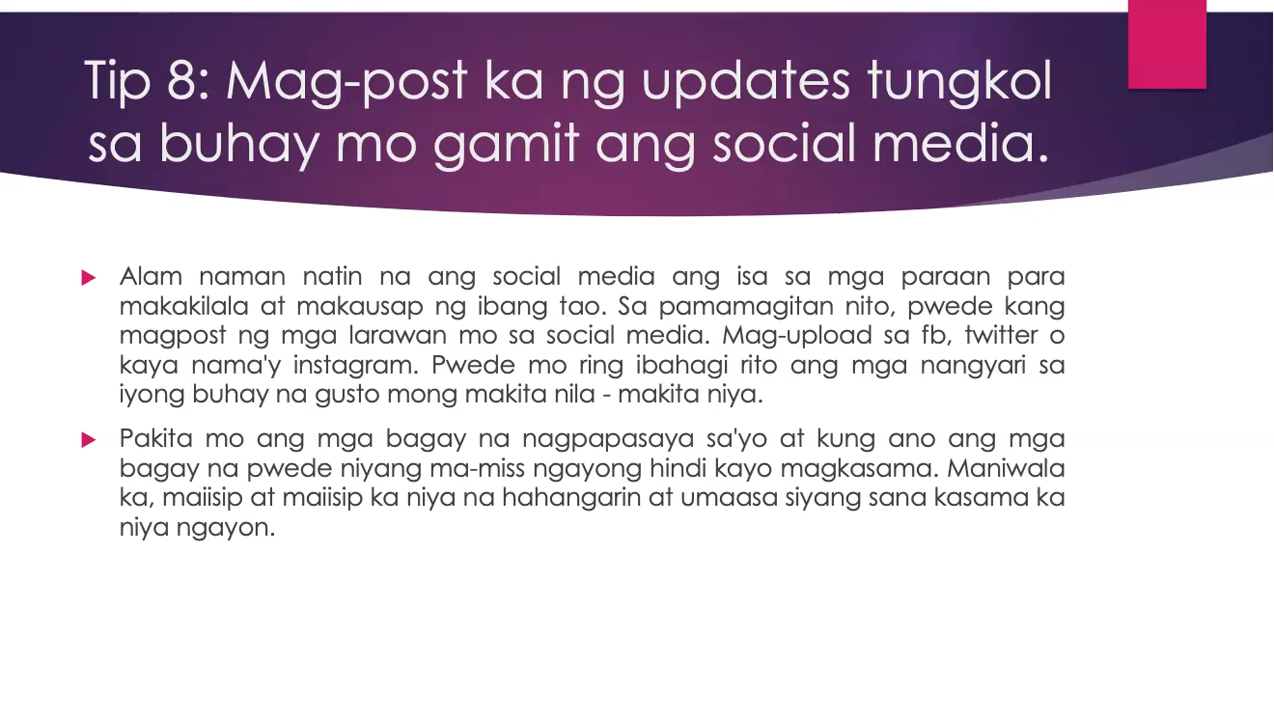 Tip 8: Mag-post ka ng updates tungkol
sa buhay mo gamit ang social media.
Alam naman natin na ang social media ang isa sa mga paraan para
makakilala at makausap ng ibang tao. Sa pamamagitan nito, pwede kang
magpost ng mga larawan mo sa social media. Mag-upload sa fb, twitter o
kaya nama'y instagram. Pwede mo ring ibahagi rito ang mga nangyari sa
iyong buhay na gusto mong makita nila - makita niya.
Pakita mo ang mga bagay na nagpapasaya sa'yo at kung ano ang mga
bagay na pwede niyang ma-miss ngayong hindi kayo magkasama. Maniwala
ka, maiisip at maiisip ka niya na hahangarin at umaasa siyang sana kasama ka
niya ngayon.